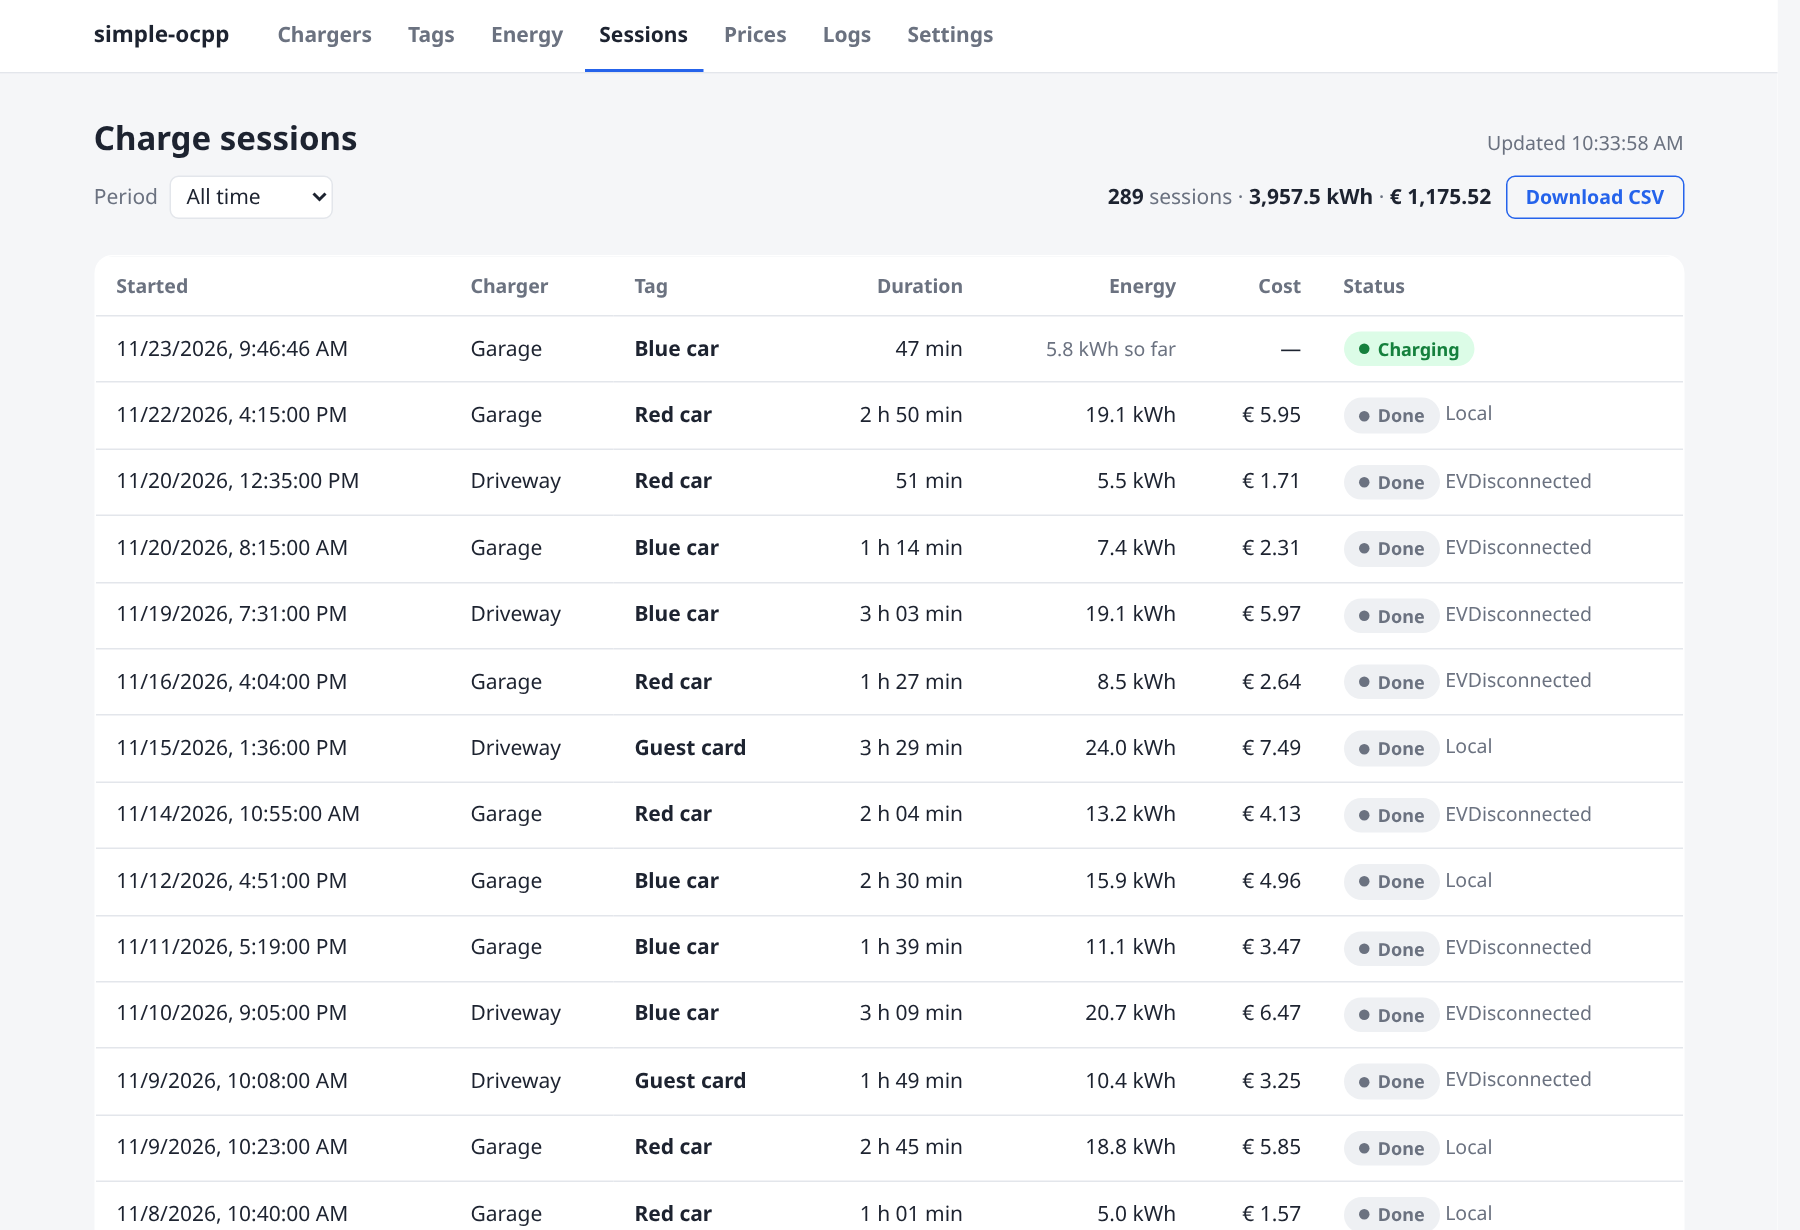 simple-ocpp Chargers Tags Energy Sessions Prices Logs Settings
Charge sessions
Updated 10:33:58 AM
Period All time 289 sessions · 3,957.5 kWh · € 1,175.52 Download CSV
Started Charger Tag Duration Energy Cost Status
11/23/2026, 9:46:46 AM Garage Blue car 47 min 5.8 kWh so far — Charging
11/22/2026, 4:15:00 PM Garage Red car 2 h 50 min 19.1 kWh € 5.95 Done Local
11/20/2026, 12:35:00 PM Driveway Red car 51 min 5.5 kWh € 1.71 Done EVDisconnected
11/20/2026, 8:15:00 AM Garage Blue car 1 h 14 min 7.4 kWh € 2.31 Done EVDisconnected
11/19/2026, 7:31:00 PM Driveway Blue car 3 h 03 min 19.1 kWh € 5.97 Done EVDisconnected
11/16/2026, 4:04:00 PM Garage Red car 1 h 27 min 8.5 kWh € 2.64 Done EVDisconnected
11/15/2026, 1:36:00 PM Driveway Guest card 3 h 29 min 24.0 kWh € 7.49 Done Local
11/14/2026, 10:55:00 AM Garage Red car 2 h 04 min 13.2 kWh € 4.13 Done EVDisconnected
11/12/2026, 4:51:00 PM Garage Blue car 2 h 30 min 15.9 kWh € 4.96 Done Local
11/11/2026, 5:19:00 PM Garage Blue car 1 h 39 min 11.1 kWh € 3.47 Done EVDisconnected
11/10/2026, 9:05:00 PM Driveway Blue car 3 h 09 min 20.7 kWh € 6.47 Done EVDisconnected
11/9/2026, 10:08:00 AM Driveway Guest card 1 h 49 min 10.4 kWh € 3.25 Done EVDisconnected
11/9/2026, 10:23:00 AM Garage Red car 2 h 45 min 18.8 kWh € 5.85 Done Local
11/8/2026, 10:40:00 AM Garage Red car 1 h 01 min 5.0 kWh € 1.57 Done Local